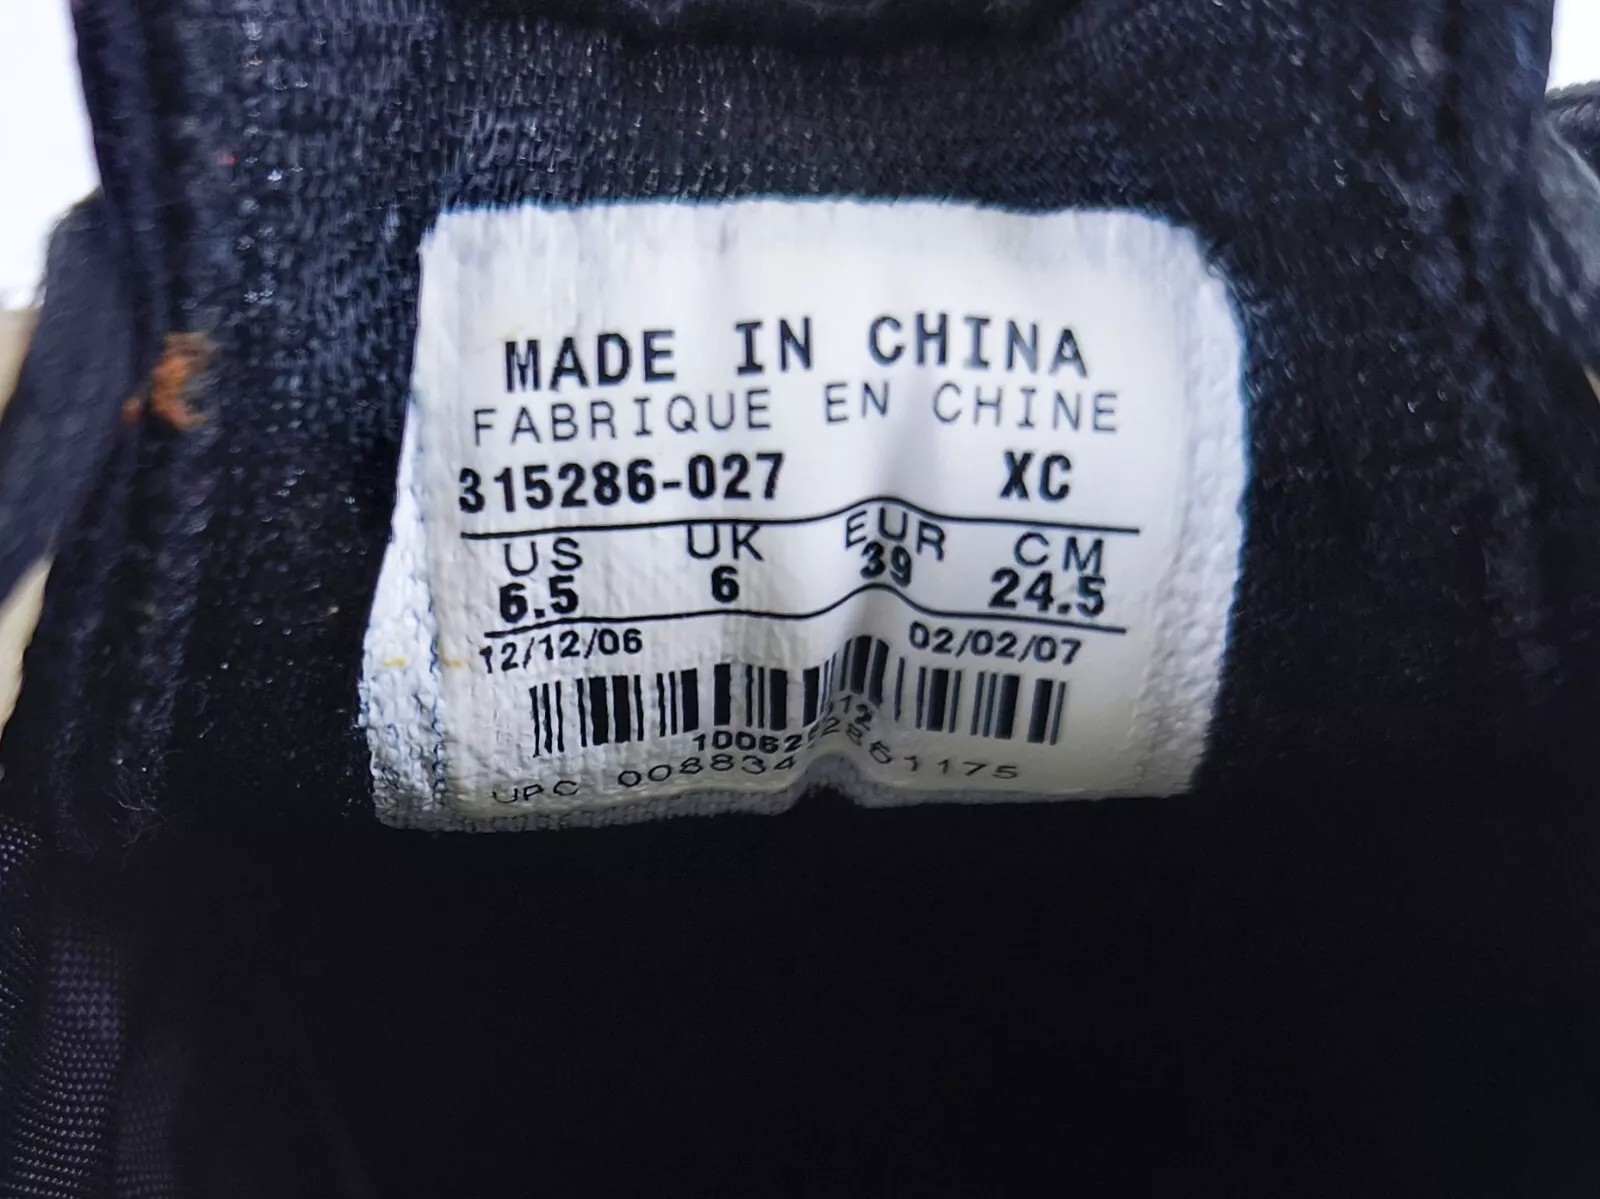 MADE IN CHINA
FABRIQUE EN CHINE
315286-027 XC
US UK EUR CM
6.5 6 39 24.5
12/12/06 02/02/07
UPC